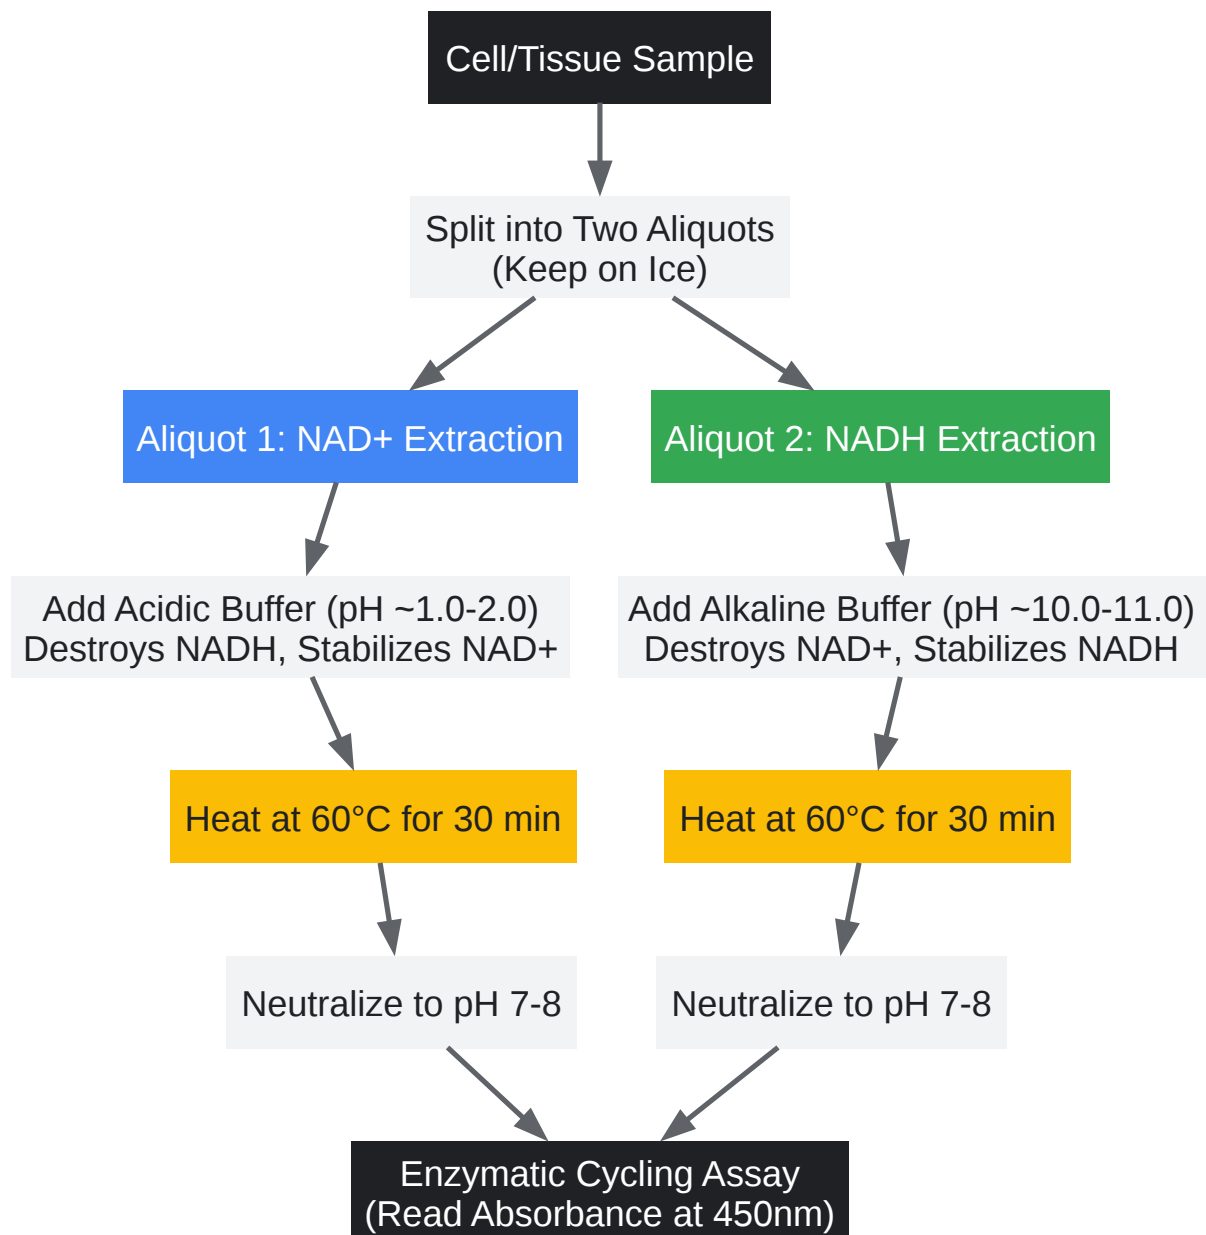 Cell/Tissue Sample
Split into Two Aliquots
(Keep on Ice)
Aliquot 1: NAD+ Extraction
Aliquot 2: NADH Extraction
Add Acidic Buffer (pH ~1.0-2.0)
Destroys NADH, Stabilizes NAD+
Add Alkaline Buffer (pH ~10.0-11.0)
Destroys NAD+, Stabilizes NADH
Heat at 60°C for 30 min
Heat at 60°C for 30 min
Neutralize to pH 7-8
Neutralize to pH 7-8
Enzymatic Cycling Assay
(Read Absorbance at 450nm)